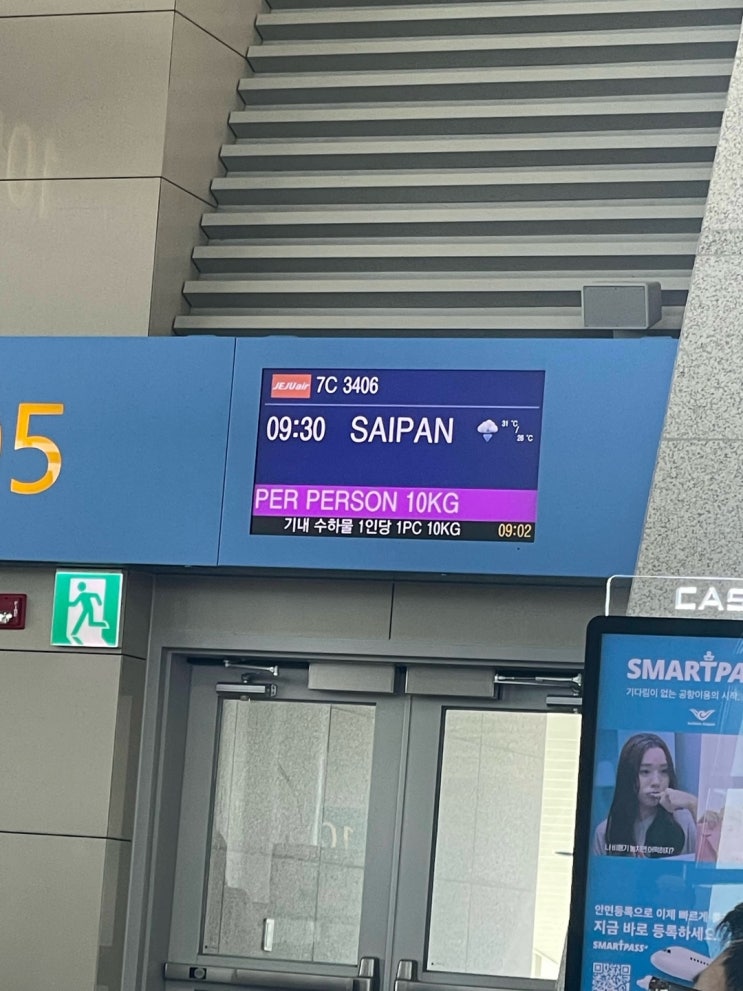 5
JEJUair 7C 3406
09:30 SAIPAN 31 ℃/
26 ℃
PER PERSON 10KG
기내 수하물 1인당 1PC 10KG 09:02
CAS
SMARTPA
기다림이 없는 공항이용의 시작
안면등록으로 이제 빠르게
지금 바로 등록하세요
SMARTPASS